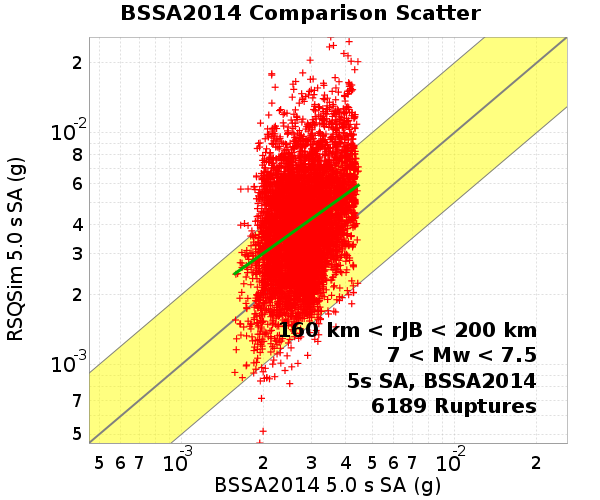 BSSA2014 Comparison Scatter
RSQSim 5.0 s SA (g)
2
10-2
8
6
4
3
2
10-3
7
5
160 km < rJB < 200 km
7 < Mw < 7.5
5s SA, BSSA2014
6189 Ruptures
5 6 7 10-3 2 3 4 5 6 7 10-2 2
BSSA2014 5.0 s SA (g)